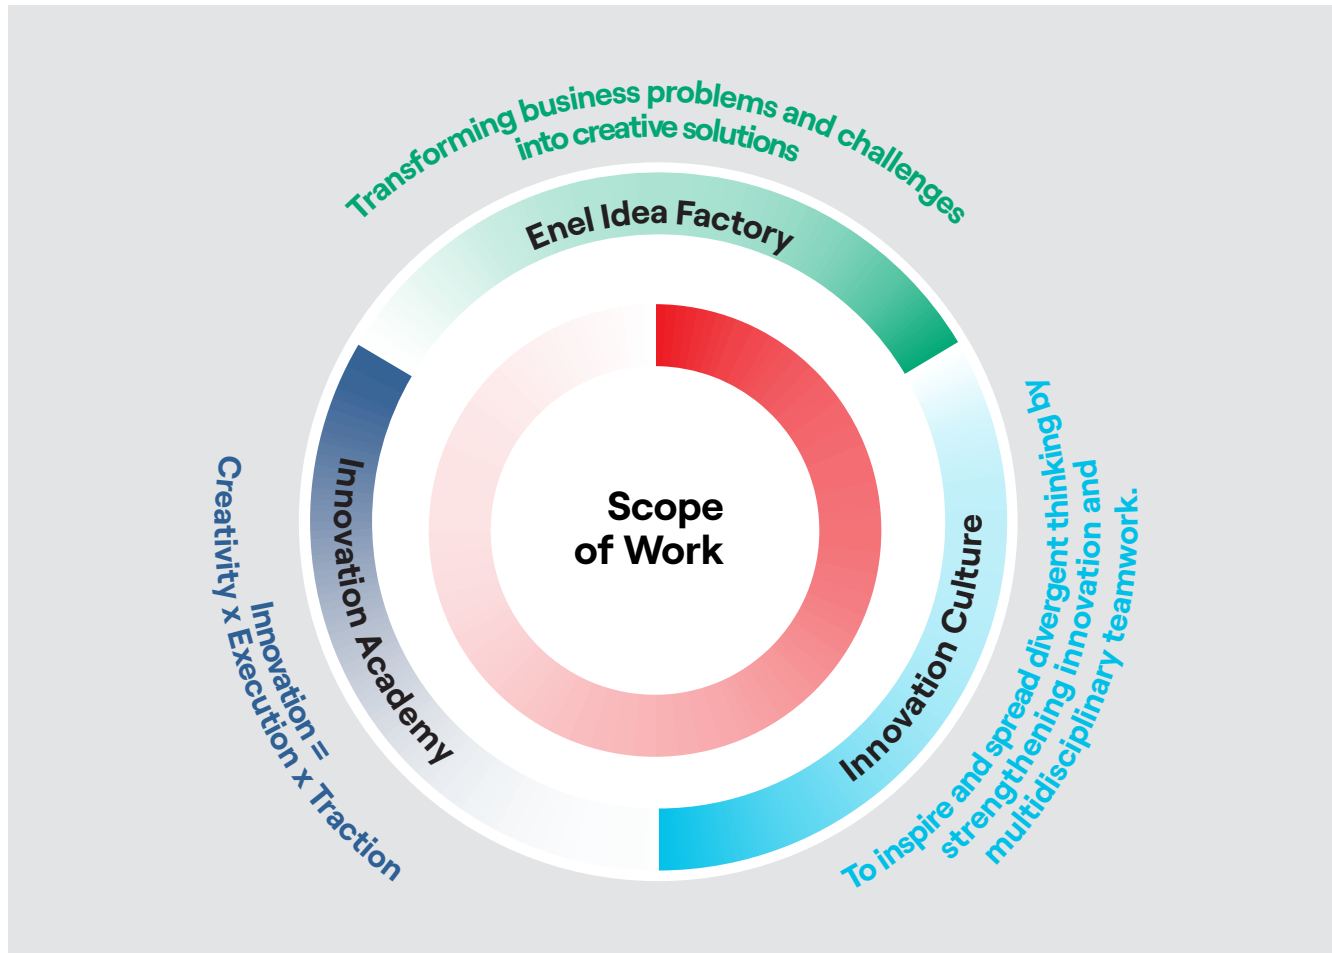 Transforming business problems and challenges
into creative solutions
Enel Idea Factory
Scope
of Work
Innovation Culture
To inspire and spread divergent thinking by
strengthening innovation and
multidisciplinary teamwork.
Innovation Academy
Innovation =
Creativity x Execution x Traction